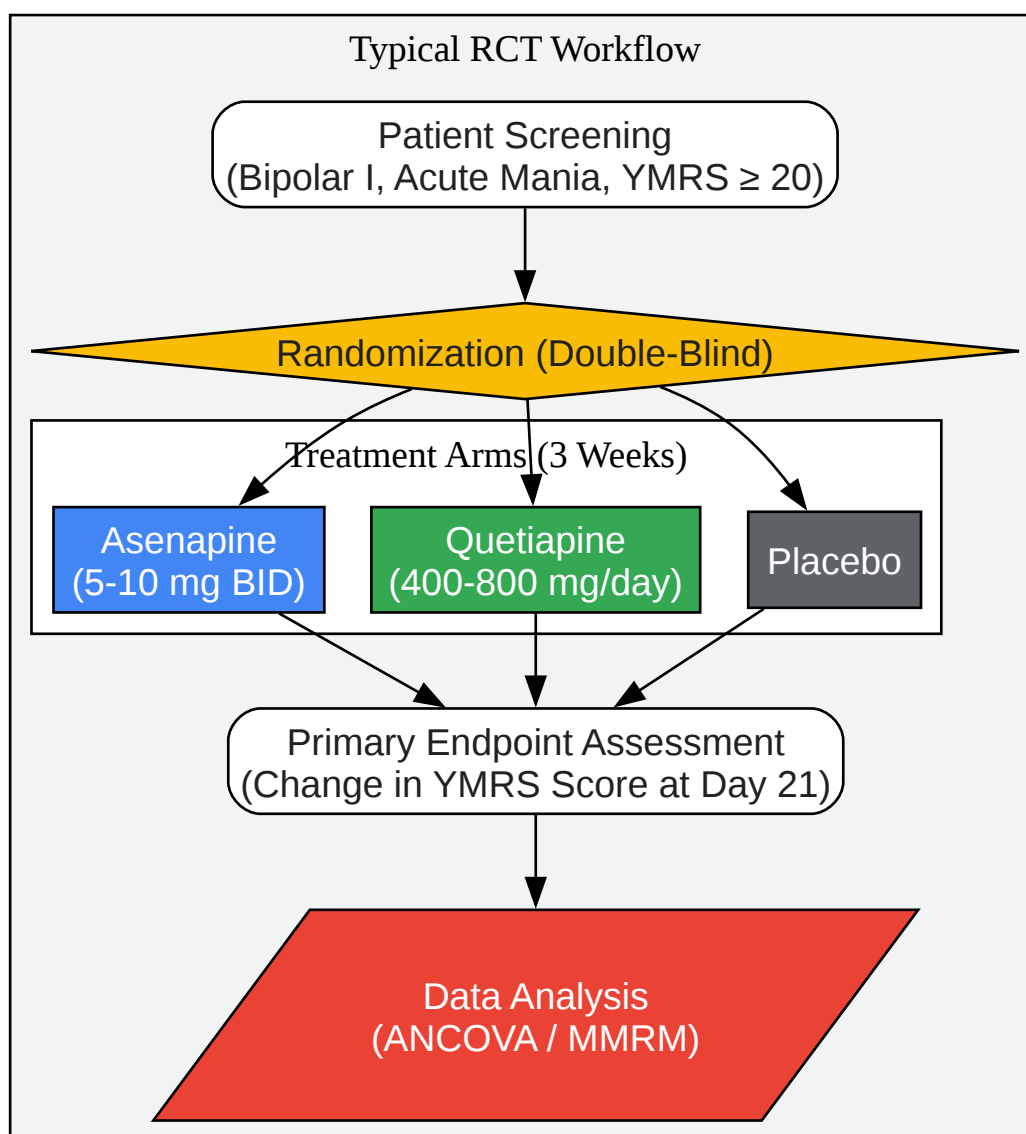 Typical RCT Workflow
Patient Screening
(Bipolar I, Acute Mania, YMRS ≥ 20)
Randomization (Double-Blind)
Treatment Arms (3 Weeks)
Asenapine
(5-10 mg BID)
Quetiapine
(400-800 mg/day)
Placebo
Primary Endpoint Assessment
(Change in YMRS Score at Day 21)
Data Analysis
(ANCOVA / MMRM)